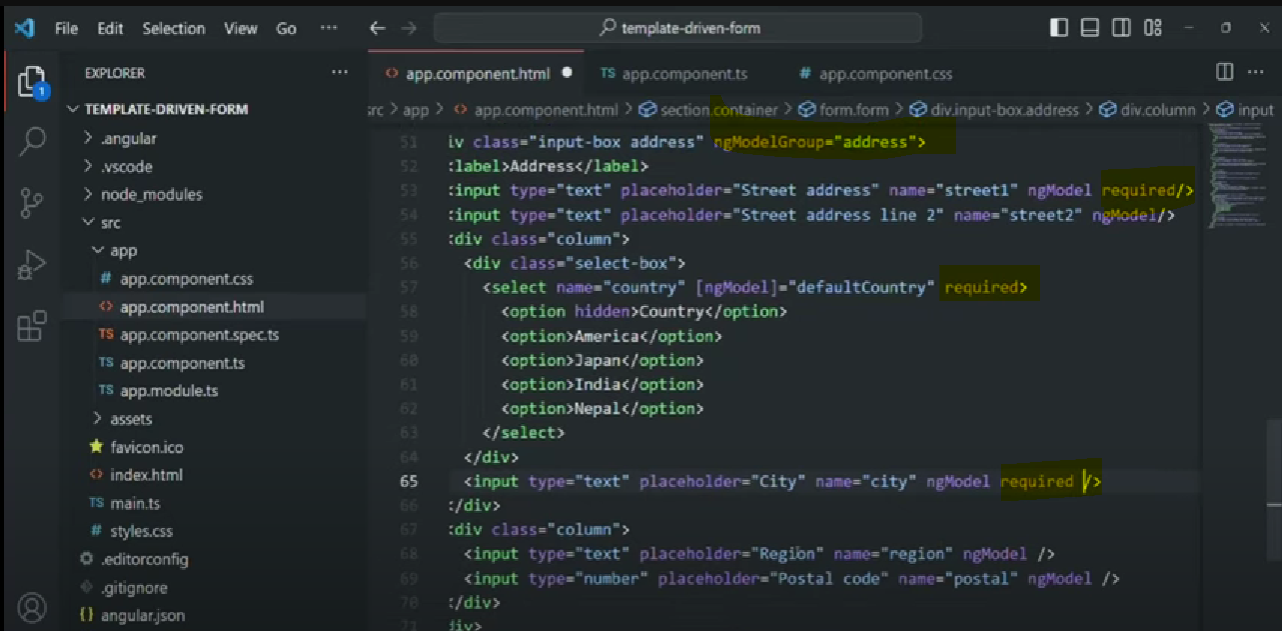 File Edit Selection View Go ··· template-driven-form
EXPLORER ···
TEMPLATE-DRIVEN-FORM
.angular
.vscode
node_modules
src
app
# app.component.css
<> app.component.html
TS app.component.spec.ts
TS app.component.ts
TS app.module.ts
assets
favicon.ico
<> index.html
TS main.ts
# styles.css
.editorconfig
.gitignore
{} angular.json
1
<> app.component.html ● TS app.component.ts # app.component.css ···
src > app > <> app.component.html > section.container > form.form > div.input-box.address > div.column > input
51 iv class="input-box address" ngModelGroup="address">
52 :label>Address</label>
53 :input type="text" placeholder="Street address" name="street1" ngModel required/>
54 :input type="text" placeholder="Street address line 2" name="street2" ngModel/>
55 :div class="column">
56 <div class="select-box">
57 <select name="country" [ngModel]="defaultCountry" required>
58 <option hidden>Country</option>
59 <option>America</option>
60 <option>Japan</option>
61 <option>India</option>
62 <option>Nepal</option>
63 </select>
64 </div>
65 <input type="text" placeholder="City" name="city" ngModel required />
66 :/div>
67 :div class="column">
68 <input type="text" placeholder="Region" name="region" ngModel />
69 <input type="number" placeholder="Postal code" name="postal" ngModel />
70 :/div>
71 iv>